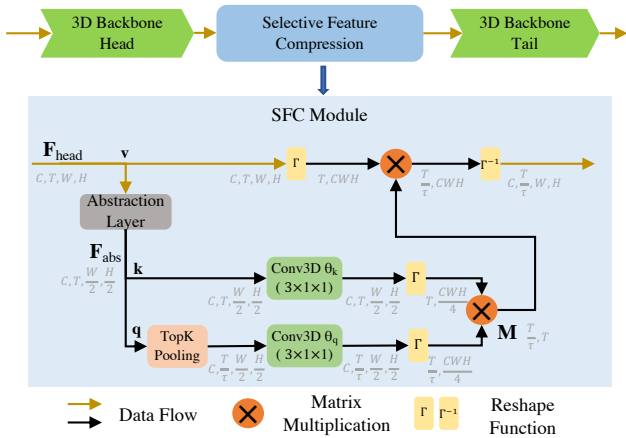 3D Backbone
Head
Selective Feature
Compression
3D Backbone
Tail
SFC Module
F_head
v
C, T, W, H
C, T, W, H
Γ
T, CWH
T/τ, CWH
Γ⁻¹
C, T/τ, W, H
Abstraction
Layer
F_abs
C, T, W/2, H/2
k
C, T, W/2, H/2
Conv3D θ_k
( 3×1×1)
C, T, W/2, H/2
Γ
T, CWH/4
q
TopK
Pooling
C, T/τ, W/2, H/2
Conv3D θ_q
( 3×1×1)
C, T/τ, W/2, H/2
Γ
T/τ, CWH/4
M
T/τ, T
Data Flow
Matrix
Multiplication
Γ
Γ⁻¹
Reshape
Function